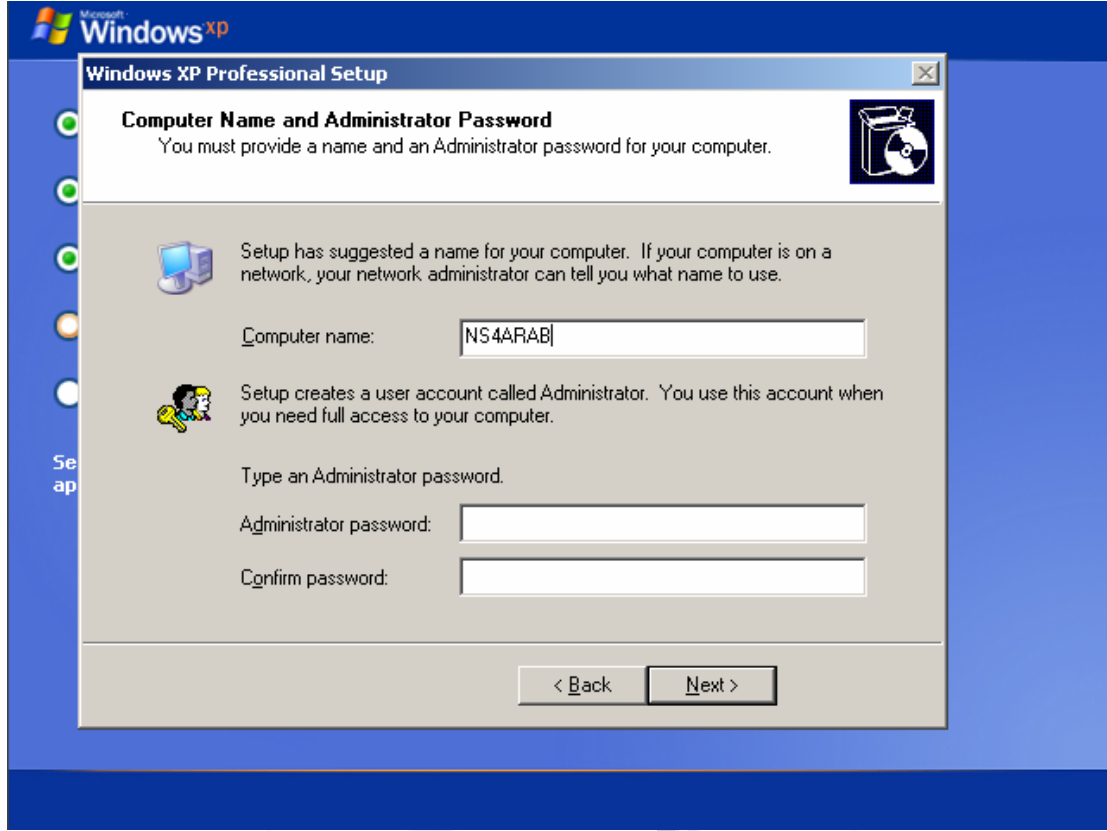 Microsoft
Windows xp
Windows XP Professional Setup
Computer Name and Administrator Password
You must provide a name and an Administrator password for your computer.
Setup has suggested a name for your computer. If your computer is on a
network, your network administrator can tell you what name to use.
Computer name: NS4ARAB
Setup creates a user account called Administrator. You use this account when
you need full access to your computer.
Type an Administrator password.
Administrator password:
Confirm password:
Se
ap
< Back Next >